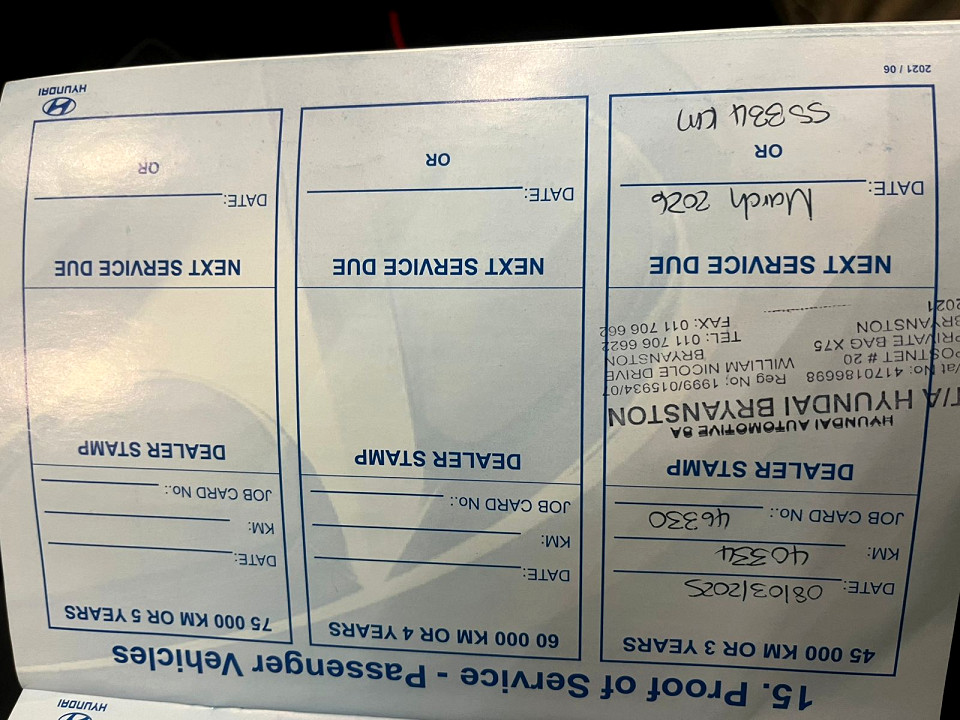 HYUNDAI
15. Proof of Service - Passenger Vehicles
45 000 KM OR 3 YEARS
DATE: 08/03/2025
KM: 40334
JOB CARD No.: 46330
DEALER STAMP
HYUNDAI AUTOMOTIVE SA
T/A HYUNDAI BRYANSTON
Vat No: 4170186698 Reg No: 1999/015934/07
POSTNET # 20 WILLIAM NICOLE DRIVE
PRIVATE BAG X75 BRYANSTON
BRYANSTON TEL: 011 706 6622
2021 FAX: 011 706 662
NEXT SERVICE DUE
DATE: March 2026
OR
55334 KM
60 000 KM OR 4 YEARS
DATE:
KM:
JOB CARD No.:
DEALER STAMP
NEXT SERVICE DUE
DATE:
OR
75 000 KM OR 5 YEARS
DATE:
KM:
JOB CARD No.:
DEALER STAMP
NEXT SERVICE DUE
DATE:
OR
2021 / 06
HYUNDAI